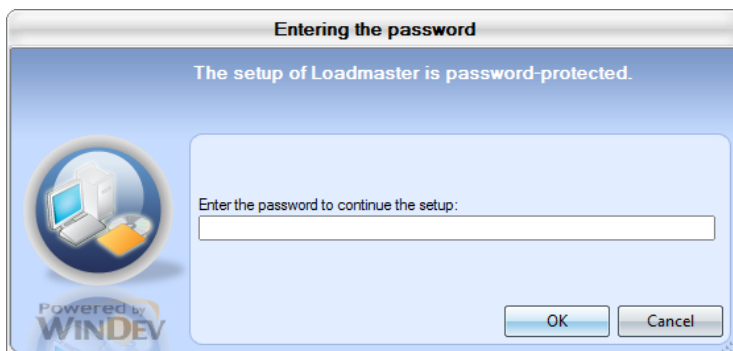 Entering the password
The setup of Loadmaster is password-protected.
Enter the password to continue the setup:
Powered by
WINDEV
OK
Cancel